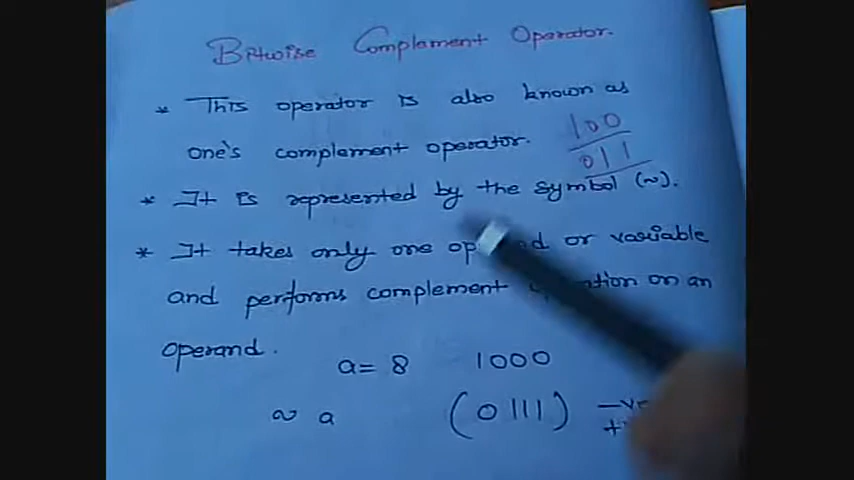 Bitwise Complement Operator.
* This operator is also known as
one's complement operator.
100
011
* It is represented by the symbol (~).
* It takes only one or variable
and performs complement on an
operand.
a = 8 1000
~ a (0111) -ve